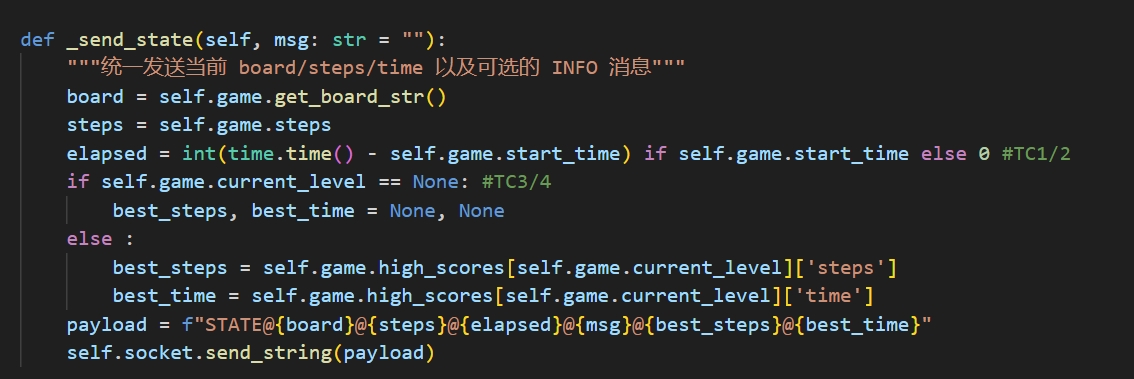 def _send_state(self, msg: str = ""):
    """统一发送当前 board/steps/time 以及可选的 INFO 消息"""
    board = self.game.get_board_str()
    steps = self.game.steps
    elapsed = int(time.time() - self.game.start_time) if self.game.start_time else 0 #TC1/2
    if self.game.current_level == None: #TC3/4
        best_steps, best_time = None, None
    else :
        best_steps = self.game.high_scores[self.game.current_level]['steps']
        best_time = self.game.high_scores[self.game.current_level]['time']
    payload = f"STATE@{board}@{steps}@{elapsed}@{msg}@{best_steps}@{best_time}"
    self.socket.send_string(payload)